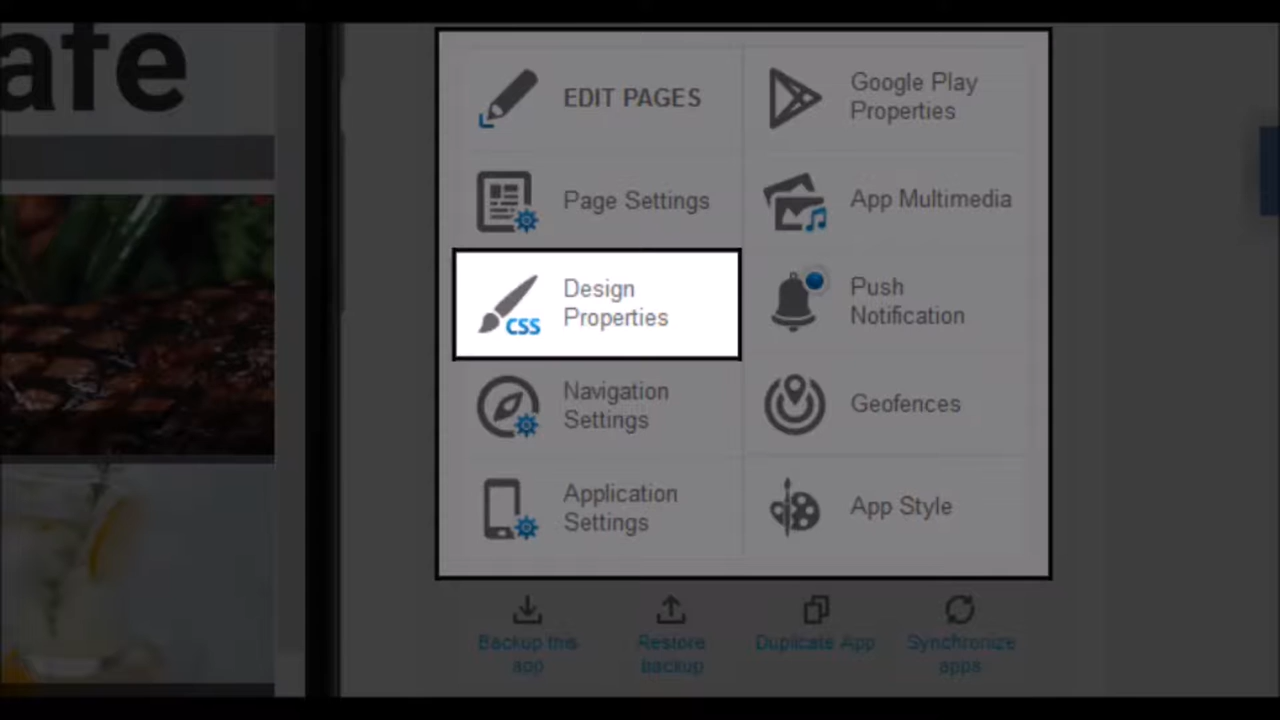 afe
EDIT PAGES
Google Play
Properties
Page Settings
App Multimedia
CSS
Design
Properties
Push
Notification
Navigation
Settings
Geofences
Application
Settings
App Style
Backup this
app
Restore
backup
Duplicate App
Synchronize
apps